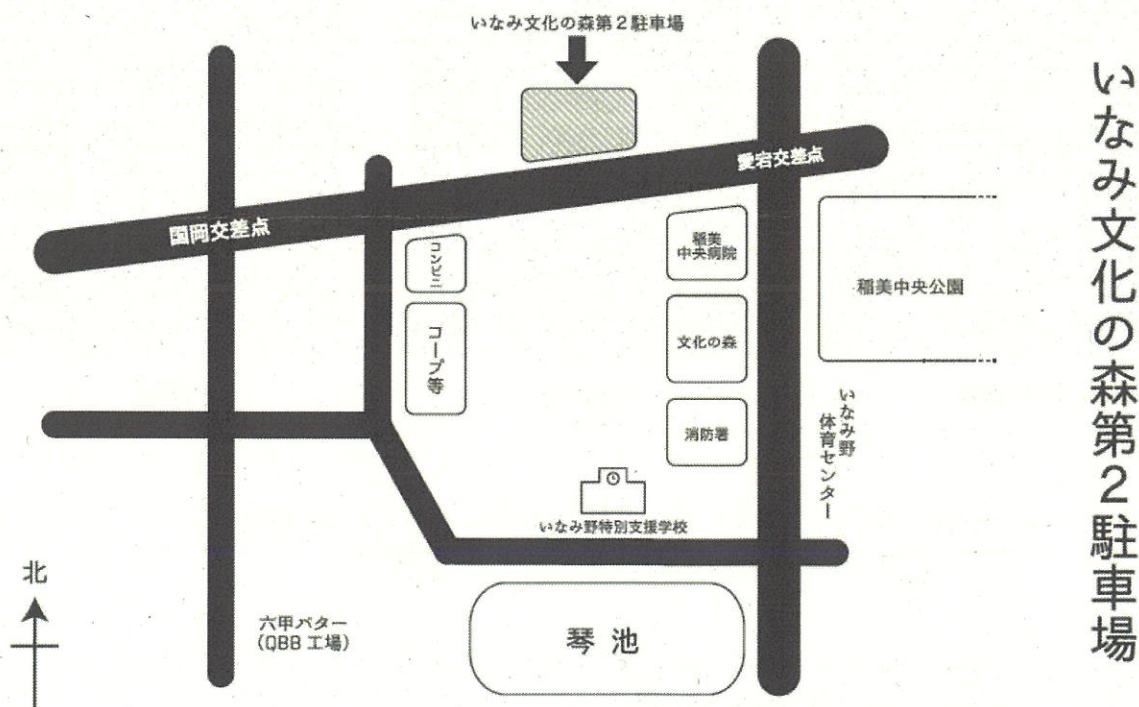 いなみ文化の森第2駐車場
いなみ文化の森第２駐車場
愛宕交差点
国岡交差点
コンビニ
稲美
中央病院
稲美中央公園
コープ等
文化の森
消防署
いなみ野
体育センター
いなみ野特別支援学校
北
六甲バター
（QBB 工場）
琴池